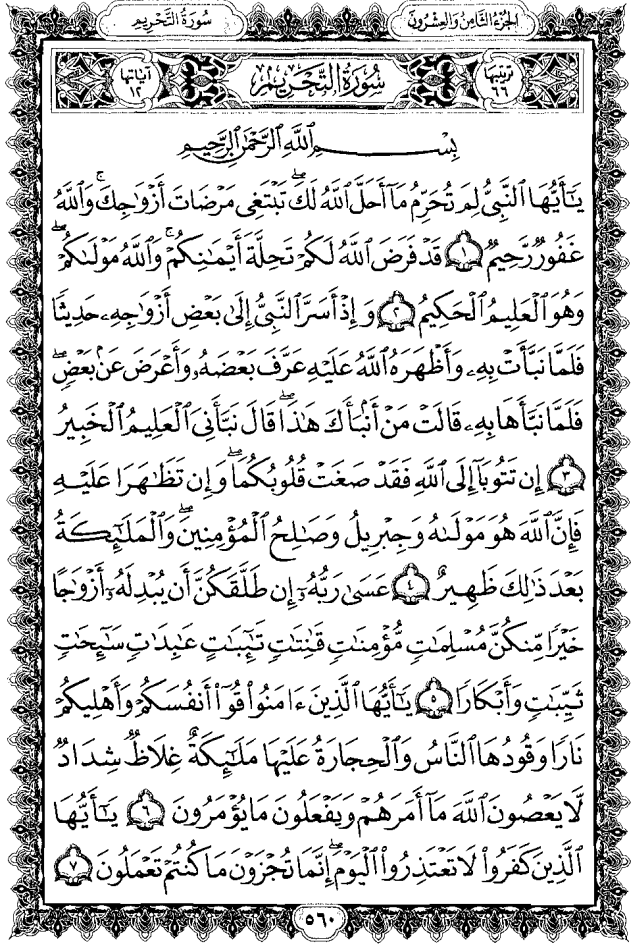 الجزء الثامن والعشرون
سورة التحريم
ترتيبها ٦٦
سُورَةُ التَّحْرِيم
آياتها ١٢
بِسْمِ ٱللَّهِ ٱلرَّحْمَٰنِ ٱلرَّحِيمِ
يَٰٓأَيُّهَا ٱلنَّبِىُّ لِمَ تُحَرِّمُ مَآ أَحَلَّ ٱللَّهُ لَكَ ۖ تَبْتَغِى مَرْضَاتَ أَزْوَٰجِكَ ۚ وَٱللَّهُ
غَفُورٌ رَّحِيمٌ ١ قَدْ فَرَضَ ٱللَّهُ لَكُمْ تَحِلَّةَ أَيْمَٰنِكُمْ ۚ وَٱللَّهُ مَوْلَىٰكُمْ ۖ
وَهُوَ ٱلْعَلِيمُ ٱلْحَكِيمُ ٢ وَإِذْ أَسَرَّ ٱلنَّبِىُّ إِلَىٰ بَعْضِ أَزْوَٰجِهِۦ حَدِيثًا
فَلَمَّا نَبَّأَتْ بِهِۦ وَأَظْهَرَهُ ٱللَّهُ عَلَيْهِ عَرَّفَ بَعْضَهُۥ وَأَعْرَضَ عَنۢ بَعْضٍ ۖ
فَلَمَّا نَبَّأَهَا بِهِۦ قَالَتْ مَنْ أَنۢبَأَكَ هَٰذَا ۖ قَالَ نَبَّأَنِىَ ٱلْعَلِيمُ ٱلْخَبِيرُ
٣ إِن تَتُوبَآ إِلَى ٱللَّهِ فَقَدْ صَغَتْ قُلُوبُكُمَا ۖ وَإِن تَظَٰهَرَا عَلَيْهِ
فَإِنَّ ٱللَّهَ هُوَ مَوْلَىٰهُ وَجِبْرِيلُ وَصَٰلِحُ ٱلْمُؤْمِنِينَ ۖ وَٱلْمَلَٰٓئِكَةُ
بَعْدَ ذَٰلِكَ ظَهِيرٌ ٤ عَسَىٰ رَبُّهُۥٓ إِن طَلَّقَكُنَّ أَن يُبْدِلَهُۥٓ أَزْوَٰجًا
خَيْرًا مِّنكُنَّ مُسْلِمَٰتٍ مُّؤْمِنَٰتٍ قَٰنِتَٰتٍ تَٰٓئِبَٰتٍ عَٰبِدَٰتٍ سَٰٓئِحَٰتٍ
ثَيِّبَٰتٍ وَأَبْكَارًا ٥ يَٰٓأَيُّهَا ٱلَّذِينَ ءَامَنُوا۟ قُوٓا۟ أَنفُسَكُمْ وَأَهْلِيكُمْ
نَارًا وَقُودُهَا ٱلنَّاسُ وَٱلْحِجَارَةُ عَلَيْهَا مَلَٰٓئِكَةٌ غِلَاظٌ شِدَادٌ
لَّا يَعْصُونَ ٱللَّهَ مَآ أَمَرَهُمْ وَيَفْعَلُونَ مَا يُؤْمَرُونَ ٦ يَٰٓأَيُّهَا
ٱلَّذِينَ كَفَرُوا۟ لَا تَعْتَذِرُوا۟ ٱلْيَوْمَ ۖ إِنَّمَا تُجْزَوْنَ مَا كُنتُمْ تَعْمَلُونَ ٧
٥٦٠